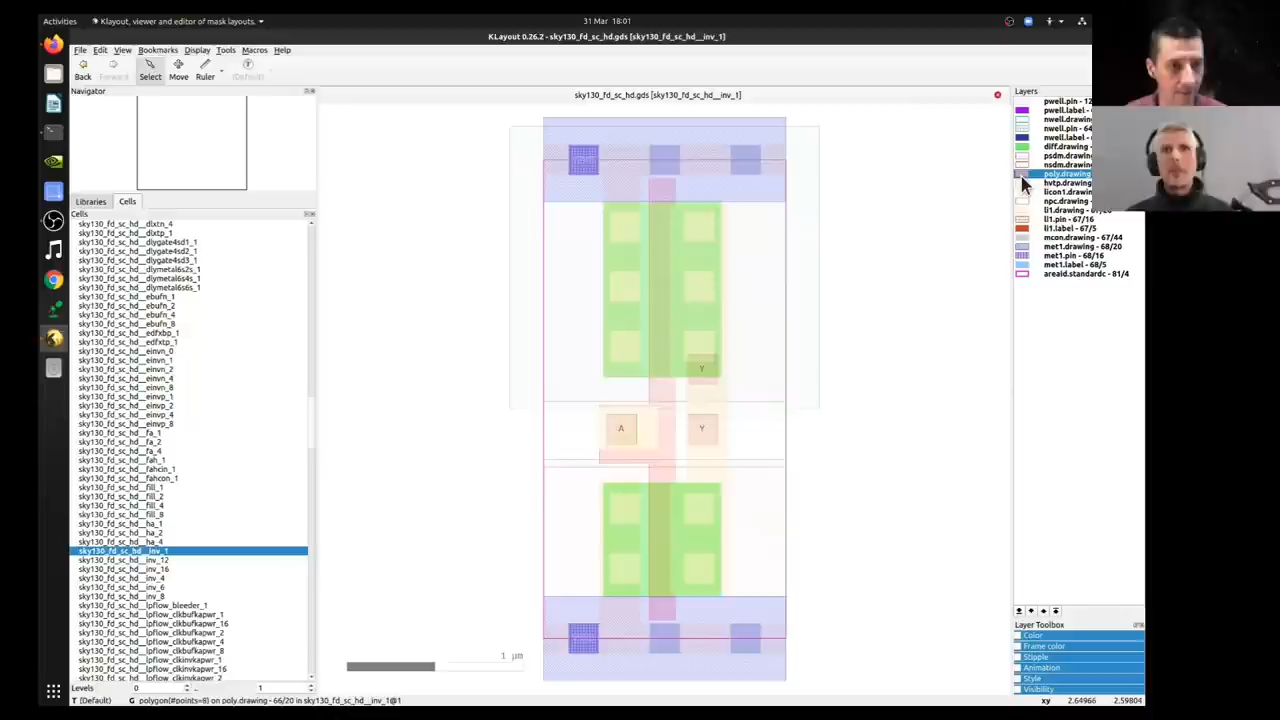 Activities
Klayout, viewer and editor of mask layouts.
31 Mar 18:01
KLayout 0.26.2 - sky130_fd_sc_hd.gds [sky130_fd_sc_hd__inv_1]
File Edit View Bookmarks Display Tools Macros Help
Back Forward Select Move Ruler (Default)
Navigator
sky130_fd_sc_hd.gds [sky130_fd_sc_hd__inv_1]
Libraries Cells
Cells
sky130_fd_sc_hd__dlxtn_4
sky130_fd_sc_hd__dlxtp_1
sky130_fd_sc_hd__dlygate4sd1_1
sky130_fd_sc_hd__dlygate4sd2_1
sky130_fd_sc_hd__dlygate4sd3_1
sky130_fd_sc_hd__dlymetal6s2s_1
sky130_fd_sc_hd__dlymetal6s4s_1
sky130_fd_sc_hd__dlymetal6s6s_1
sky130_fd_sc_hd__ebufn_1
sky130_fd_sc_hd__ebufn_2
sky130_fd_sc_hd__ebufn_4
sky130_fd_sc_hd__ebufn_8
sky130_fd_sc_hd__edfxbp_1
sky130_fd_sc_hd__edfxtp_1
sky130_fd_sc_hd__einvn_0
sky130_fd_sc_hd__einvn_1
sky130_fd_sc_hd__einvn_2
sky130_fd_sc_hd__einvn_4
sky130_fd_sc_hd__einvn_8
sky130_fd_sc_hd__einvp_1
sky130_fd_sc_hd__einvp_2
sky130_fd_sc_hd__einvp_4
sky130_fd_sc_hd__einvp_8
sky130_fd_sc_hd__fa_1
sky130_fd_sc_hd__fa_2
sky130_fd_sc_hd__fa_4
sky130_fd_sc_hd__fah_1
sky130_fd_sc_hd__fahcin_1
sky130_fd_sc_hd__fahcon_1
sky130_fd_sc_hd__fill_1
sky130_fd_sc_hd__fill_2
sky130_fd_sc_hd__fill_4
sky130_fd_sc_hd__fill_8
sky130_fd_sc_hd__ha_1
sky130_fd_sc_hd__ha_2
sky130_fd_sc_hd__ha_4
sky130_fd_sc_hd__inv_1
sky130_fd_sc_hd__inv_12
sky130_fd_sc_hd__inv_16
sky130_fd_sc_hd__inv_4
sky130_fd_sc_hd__inv_6
sky130_fd_sc_hd__inv_8
sky130_fd_sc_hd__lpflow_bleeder_1
sky130_fd_sc_hd__lpflow_clkbufkapwr_1
sky130_fd_sc_hd__lpflow_clkbufkapwr_16
sky130_fd_sc_hd__lpflow_clkbufkapwr_2
sky130_fd_sc_hd__lpflow_clkbufkapwr_4
sky130_fd_sc_hd__lpflow_clkbufkapwr_8
sky130_fd_sc_hd__lpflow_clkinvkapwr_1
sky130_fd_sc_hd__lpflow_clkinvkapwr_16
sky130_fd_sc_hd__lpflow_clkinvkapwr_2
Levels 0 .. 1
Y
A Y
1 μm
Layers
pwell.pin - 12
pwell.label -
nwell.drawing
nwell.pin - 64
nwell.label -
diff.drawing -
psdm.drawing
nsdm.drawing
poly.drawing
hvtp.drawing
licon1.drawing
npc.drawing -
li1.drawing - 67/20
li1.pin - 67/16
li1.label - 67/5
mcon.drawing - 67/44
met1.drawing - 68/20
met1.pin - 68/16
met1.label - 68/5
areaid.standardc - 81/4
Layer Toolbox
Color
Frame color
Stipple
Animation
Style
Visibility
T (Default) G polygon(#points=8) on poly.drawing - 66/20 in sky130_fd_sc_hd__inv_1@1
xy 2.64966 2.59804